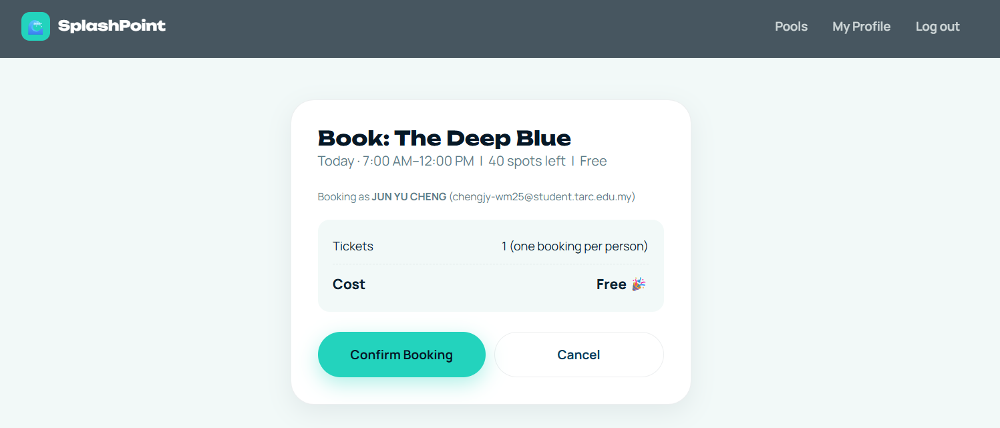 SplashPoint
Pools
My Profile
Log out
Book: The Deep Blue
Today · 7:00 AM–12:00 PM | 40 spots left | Free
Booking as JUN YU CHENG (chengjy-wm25@student.tarc.edu.my)
Tickets 1 (one booking per person)
Cost Free 🎉
Confirm Booking
Cancel